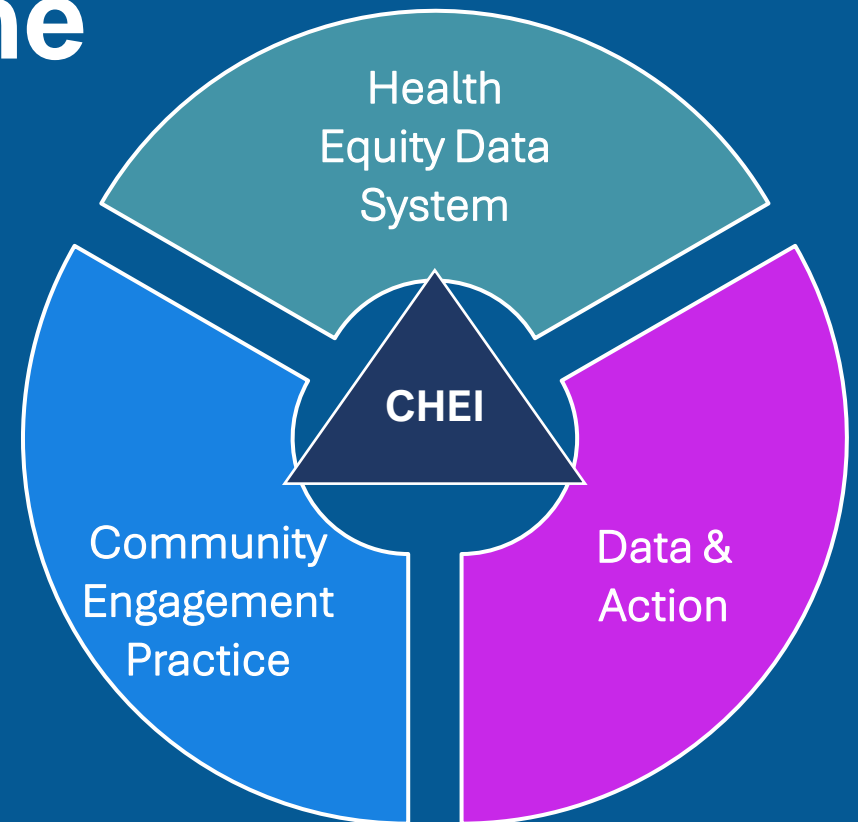 ne
Health
Equity Data
System
CHEI
Community
Engagement
Practice
Data &
Action